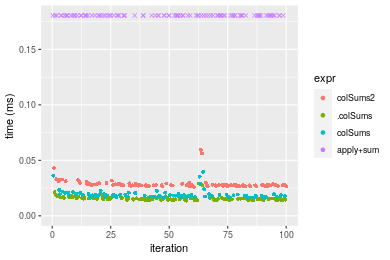 0.15
0.10
0.05
0.00
time (ms)
0
25
50
75
100
iteration
expr
colSums2
.colSums
colSums
apply+sum